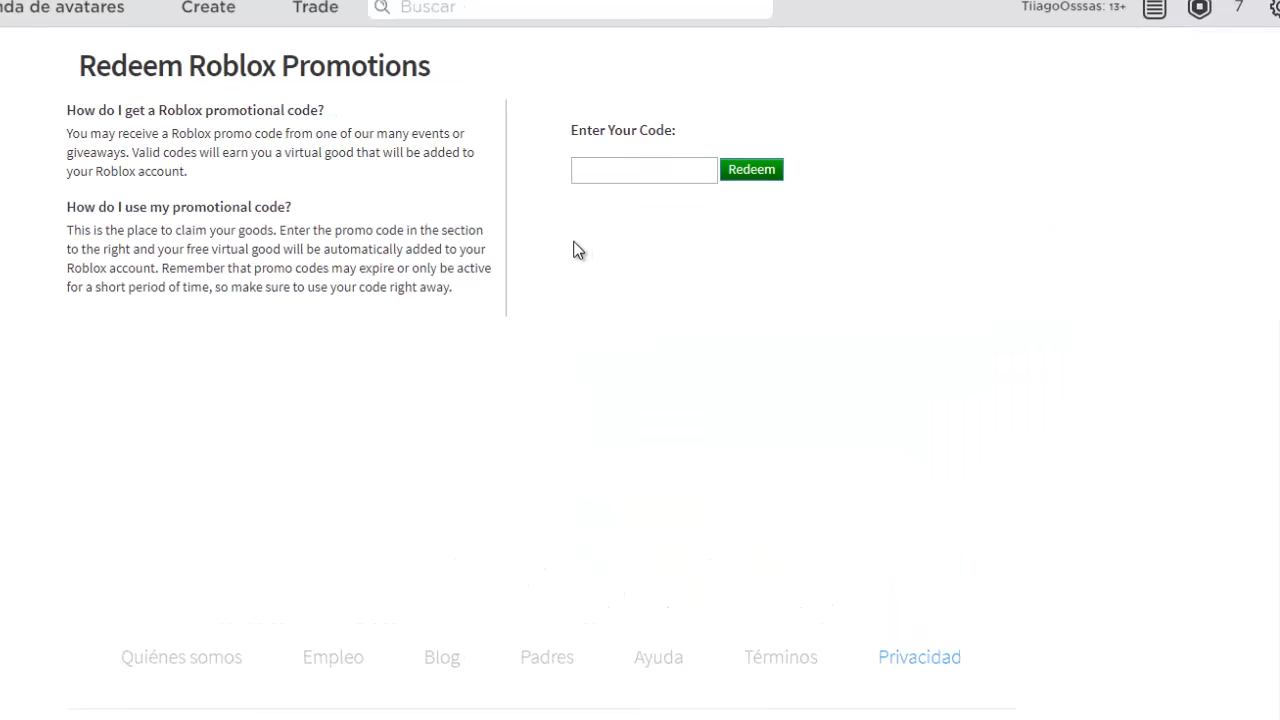 nda de avatares Create Trade Buscar TiiagoOsssas: 13+ 7
Redeem Roblox Promotions
How do I get a Roblox promotional code?
You may receive a Roblox promo code from one of our many events or
giveaways. Valid codes will earn you a virtual good that will be added to
your Roblox account.
How do I use my promotional code?
This is the place to claim your goods. Enter the promo code in the section
to the right and your free virtual good will be automatically added to your
Roblox account. Remember that promo codes may expire or only be active
for a short period of time, so make sure to use your code right away.
Enter Your Code:
Redeem
Quiénes somos Empleo Blog Padres Ayuda Términos Privacidad